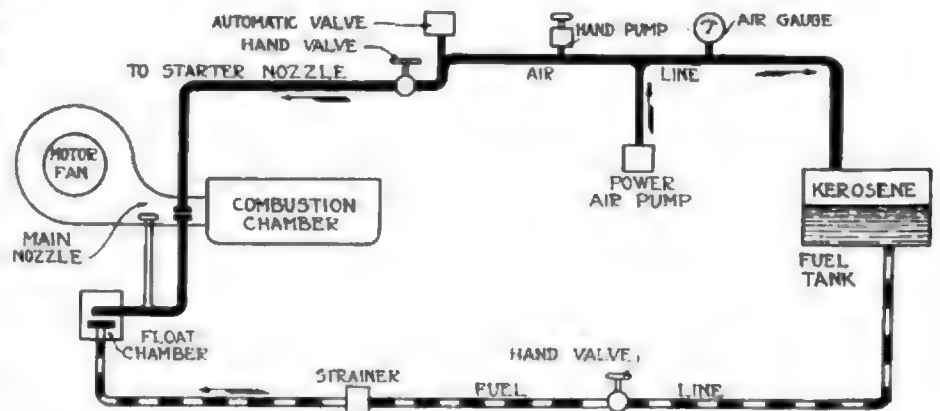 AUTOMATIC VALVE
HAND VALVE
TO STARTER NOZZLE
HAND PUMP
AIR GAUGE
AIR LINE
MOTOR
FAN
COMBUSTION
CHAMBER
POWER
AIR PUMP
KEROSENE
MAIN
NOZZLE
FUEL
TANK
FLOAT
CHAMBER
HAND VALVE
STRAINER
FUEL LINE